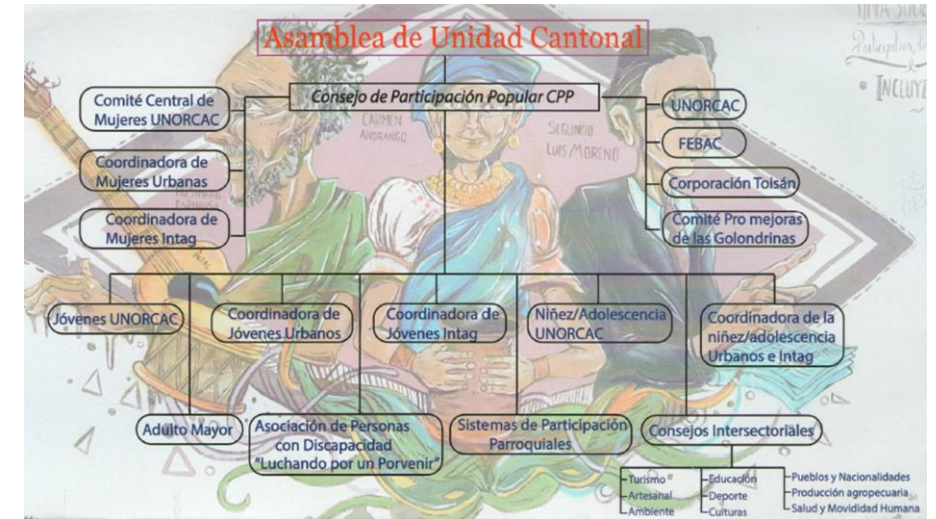 Asamblea de Unidad Cantonal
Consejo de Participación Popular CPP
Comité Central de
Mujeres UNORCAC
Coordinadora de
Mujeres Urbanas
Coordinadora de
Mujeres Intag
UNORCAC
FEBAC
Corporación Toisán
Comité Pro mejoras
de las Golondrinas
CARMEN
ANDRANGO
SEGUNDO
LUIS MORENO
INCLUYE
Jóvenes UNORCAC
Coordinadora de
Jóvenes Urbanos
Coordinadora de
Jóvenes Intag
Niñez/Adolescencia
UNORCAC
Coordinadora de la
niñez/adolescencia
Urbanos e Intag
Adulto Mayor
Asociación de Personas
con Discapacidad
"Luchando por un Porvenir"
Sistemas de Participación
Parroquiales
Consejos Intersectoriales
Turismo
Artesanal
Ambiente
Educación
Deporte
Culturas
Pueblos y Nacionalidades
Producción agropecuaria
Salud y Movididad Humana